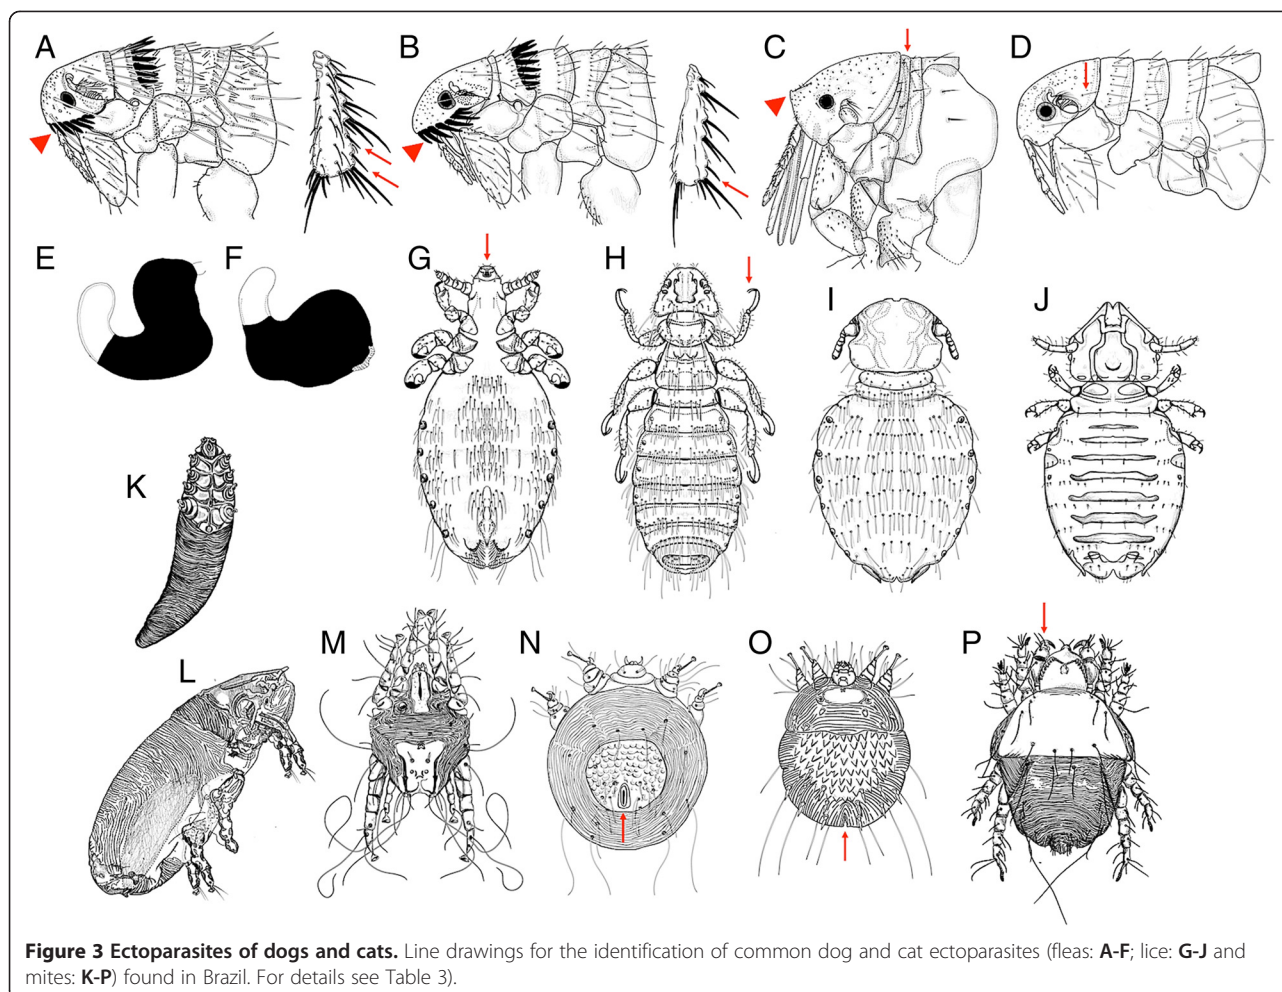 A
B
C
D
E
F
G
H
I
J
K
L
M
N
O
P
Figure 3 Ectoparasites of dogs and cats. Line drawings for the identification of common dog and cat ectoparasites (fleas: A-F; lice: G-J and
mites: K-P) found in Brazil. For details see Table 3).